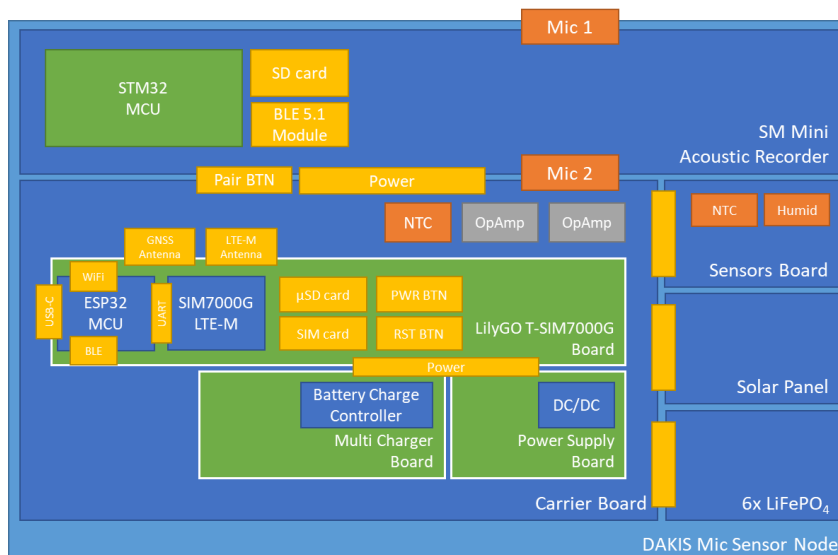 Mic 1
STM32
MCU
SD card
BLE 5.1
Module
SM Mini
Acoustic Recorder
Pair BTN
Power
Mic 2
NTC
OpAmp
OpAmp
NTC
Humid
Sensors Board
GNSS
Antenna
LTE-M
Antenna
WiFi
USB-C
ESP32
MCU
BLE
UART
SIM7000G
LTE-M
µSD card
PWR BTN
SIM card
RST BTN
LilyGO T-SIM7000G
Board
Power
Solar Panel
Battery Charge
Controller
Multi Charger
Board
DC/DC
Power Supply
Board
Carrier Board
6x LiFePO₄
DAKIS Mic Sensor Node